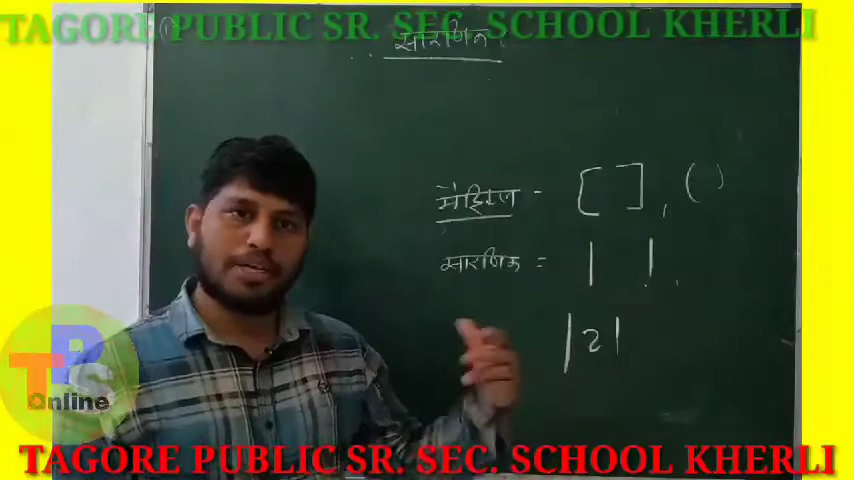 TAGORE PUBLIC SR. SEC. SCHOOL KHERLI
सारणिक
मैट्रिक्स - [ ] , ( )
सारणिक = | | ,
|2|
TPS
Online
TAGORE PUBLIC SR. SEC. SCHOOL KHERLI